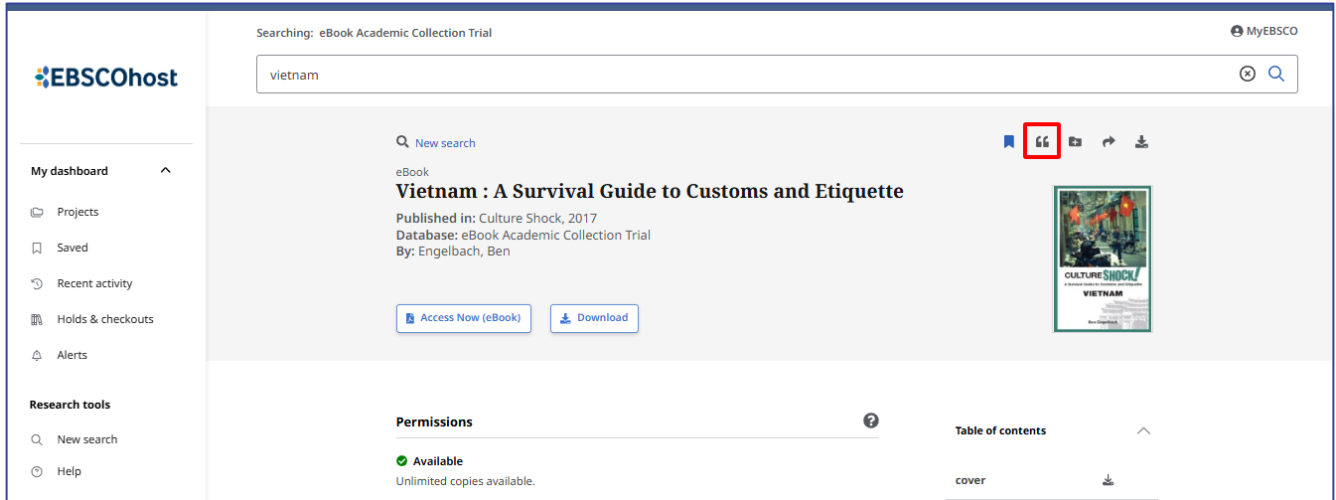 Searching: eBook Academic Collection Trial
MyEBSCO
EBSCOhost
vietnam
New search
My dashboard
Projects
Saved
Recent activity
Holds & checkouts
Alerts
Research tools
New search
Help
eBook
Vietnam : A Survival Guide to Customs and Etiquette
Published in: Culture Shock, 2017
Database: eBook Academic Collection Trial
By: Engelbach, Ben
Access Now (eBook)
Download
CULTURESHOCK!
A Survival Guide to Customs and Etiquette
VIETNAM
Ben Engelbach
Permissions
Available
Unlimited copies available.
Table of contents
cover